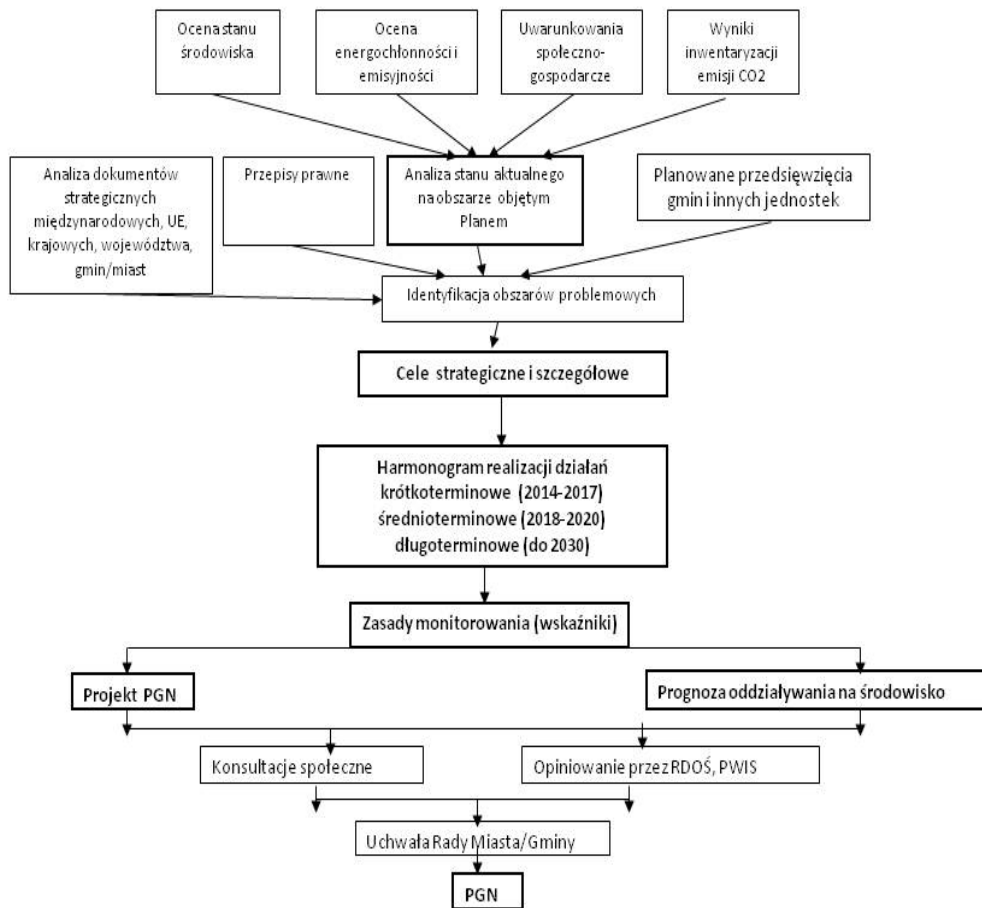 Ocena stanu
środowiska
Ocena
energochłonności i
emisyjności
Uwarunkowania
społeczno-
gospodarcze
Wyniki
inwentaryzacji
emisji CO2
Analiza dokumentów
strategicznych
międzynarodowych, UE,
krajowych, województwa,
gmin/miast
Przepisy prawne
Analiza stanu aktualnego
na obszarze objętym
Planem
Planowane przedsięwzięcia
gmin i innych jednostek
Identyfikacja obszarów problemowych
Cele strategiczne i szczegółowe
Harmonogram realizacji działań
krótkoterminowe (2014-2017)
średnioterminowe (2018-2020)
długoterminowe (do 2030)
Zasady monitorowania (wskaźniki)
Projekt PGN
Prognoza oddziaływania na środowisko
Konsultacje społeczne
Opiniowanie przez RDOŚ, PWIS
Uchwała Rady Miasta/Gminy
PGN